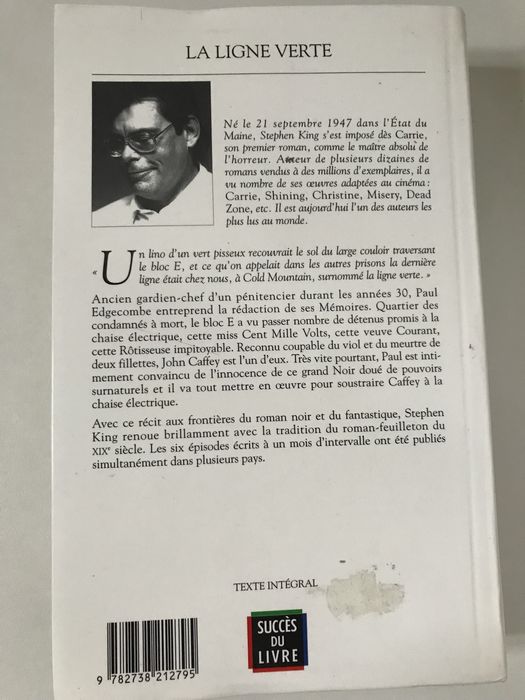 LA LIGNE VERTE
Né le 21 septembre 1947 dans l'État du
Maine, Stephen King s'est imposé dès Carrie,
son premier roman, comme le maître absolu de
l'horreur. Auteur de plusieurs dizaines de
romans vendus à des millions d'exemplaires, il a
vu nombre de ses œuvres adaptées au cinéma :
Carrie, Shining, Christine, Misery, Dead
Zone, etc. Il est aujourd'hui l'un des auteurs les
plus lus au monde.
« Un lino d'un vert pisseux recouvrait le sol du large couloir traversant
le bloc E, et ce qu'on appelait dans les autres prisons la dernière
ligne était chez nous, à Cold Mountain, surnommé la ligne verte. »
Ancien gardien-chef d'un pénitencier durant les années 30, Paul
Edgecombe entreprend la rédaction de ses Mémoires. Quartier des
condamnés à mort, le bloc E a vu passer nombre de détenus promis à la
chaise électrique, cette miss Cent Mille Volts, cette veuve Courant,
cette Rôtisseuse impitoyable. Reconnu coupable du viol et du meurtre de
deux fillettes, John Caffey est l'un d'eux. Très vite pourtant, Paul est inti-
mement convaincu de l'innocence de ce grand Noir doué de pouvoirs
surnaturels et il va tout mettre en œuvre pour soustraire Caffey à la
chaise électrique.
Avec ce récit aux frontières du roman noir et du fantastique, Stephen
King renoue brillamment avec la tradition du roman-feuilleton du
XIXe siècle. Les six épisodes écrits à un mois d'intervalle ont été publiés
simultanément dans plusieurs pays.
TEXTE INTÉGRAL
SUCCÈS
DU
LIVRE
9 782738 212795